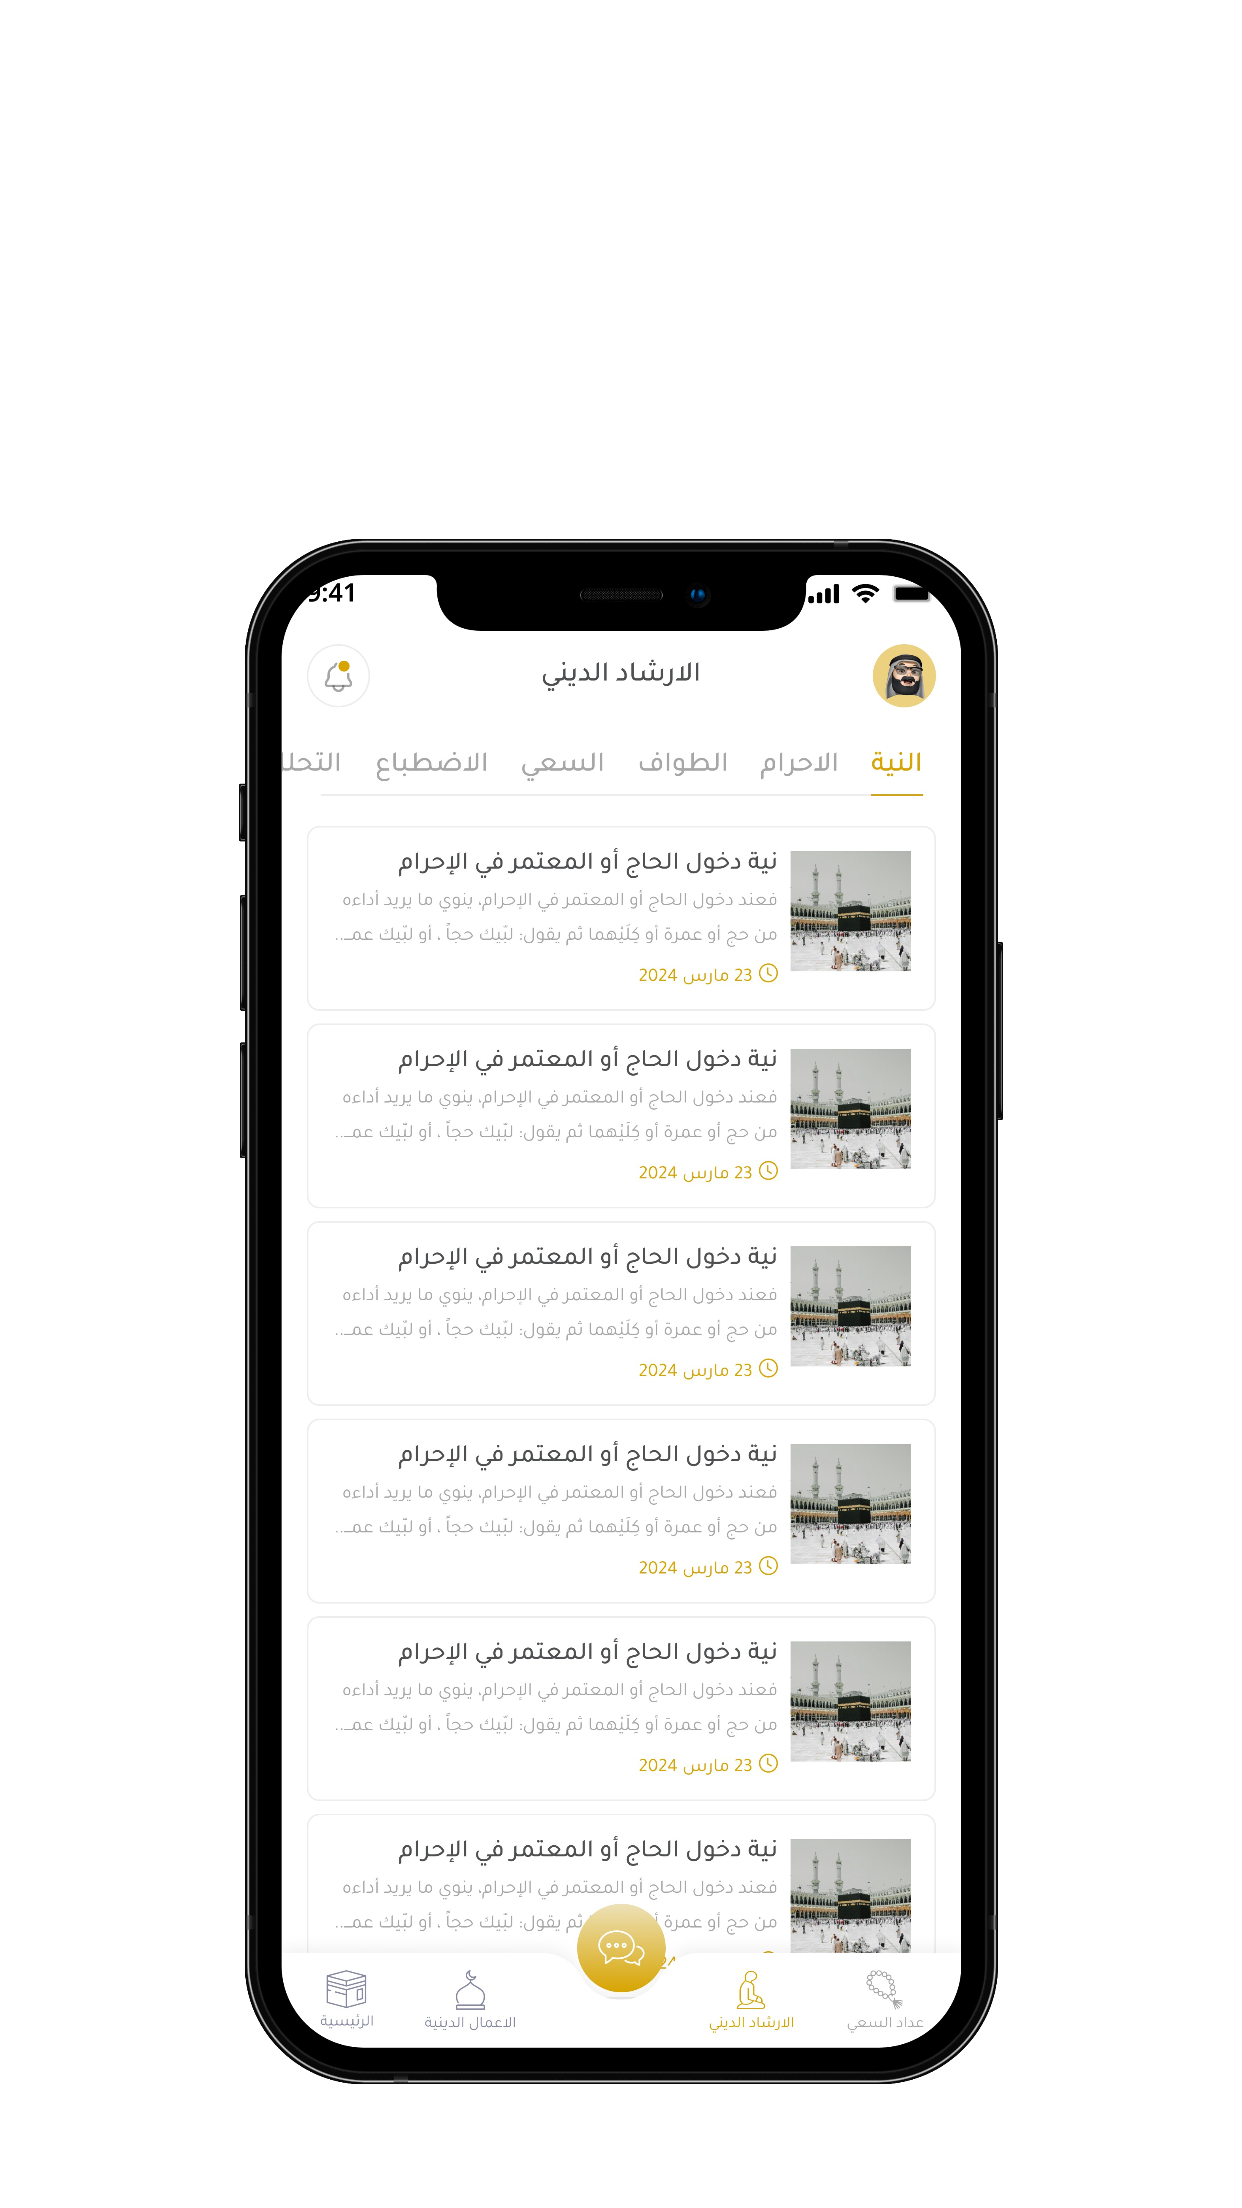 9:41
الارشاد الديني
النية الاحرام الطواف السعي الاضطباع
نية دخول الحاج أو المعتمر في الإحرام
فعند دخول الحاج أو المعتمر في الإحرام، ينوي ما يريد أداءه
من حج أو عمرة أو كِلَيْهما ثم يقول: لبّيك حجاً ، أو لبّيك عمـ..
23 مارس 2024
نية دخول الحاج أو المعتمر في الإحرام
فعند دخول الحاج أو المعتمر في الإحرام، ينوي ما يريد أداءه
من حج أو عمرة أو كِلَيْهما ثم يقول: لبّيك حجاً ، أو لبّيك عمـ..
23 مارس 2024
نية دخول الحاج أو المعتمر في الإحرام
فعند دخول الحاج أو المعتمر في الإحرام، ينوي ما يريد أداءه
من حج أو عمرة أو كِلَيْهما ثم يقول: لبّيك حجاً ، أو لبّيك عمـ..
23 مارس 2024
نية دخول الحاج أو المعتمر في الإحرام
فعند دخول الحاج أو المعتمر في الإحرام، ينوي ما يريد أداءه
من حج أو عمرة أو كِلَيْهما ثم يقول: لبّيك حجاً ، أو لبّيك عمـ..
23 مارس 2024
نية دخول الحاج أو المعتمر في الإحرام
فعند دخول الحاج أو المعتمر في الإحرام، ينوي ما يريد أداءه
من حج أو عمرة أو كِلَيْهما ثم يقول: لبّيك حجاً ، أو لبّيك عمـ..
23 مارس 2024
نية دخول الحاج أو المعتمر في الإحرام
فعند دخول الحاج أو المعتمر في الإحرام، ينوي ما يريد أداءه
من حج أو عمرة أو ثم يقول: لبّيك حجاً ، أو لبّيك عمـ..
عداد السعي الارشاد الديني الاعمال الدينية الرئيسية